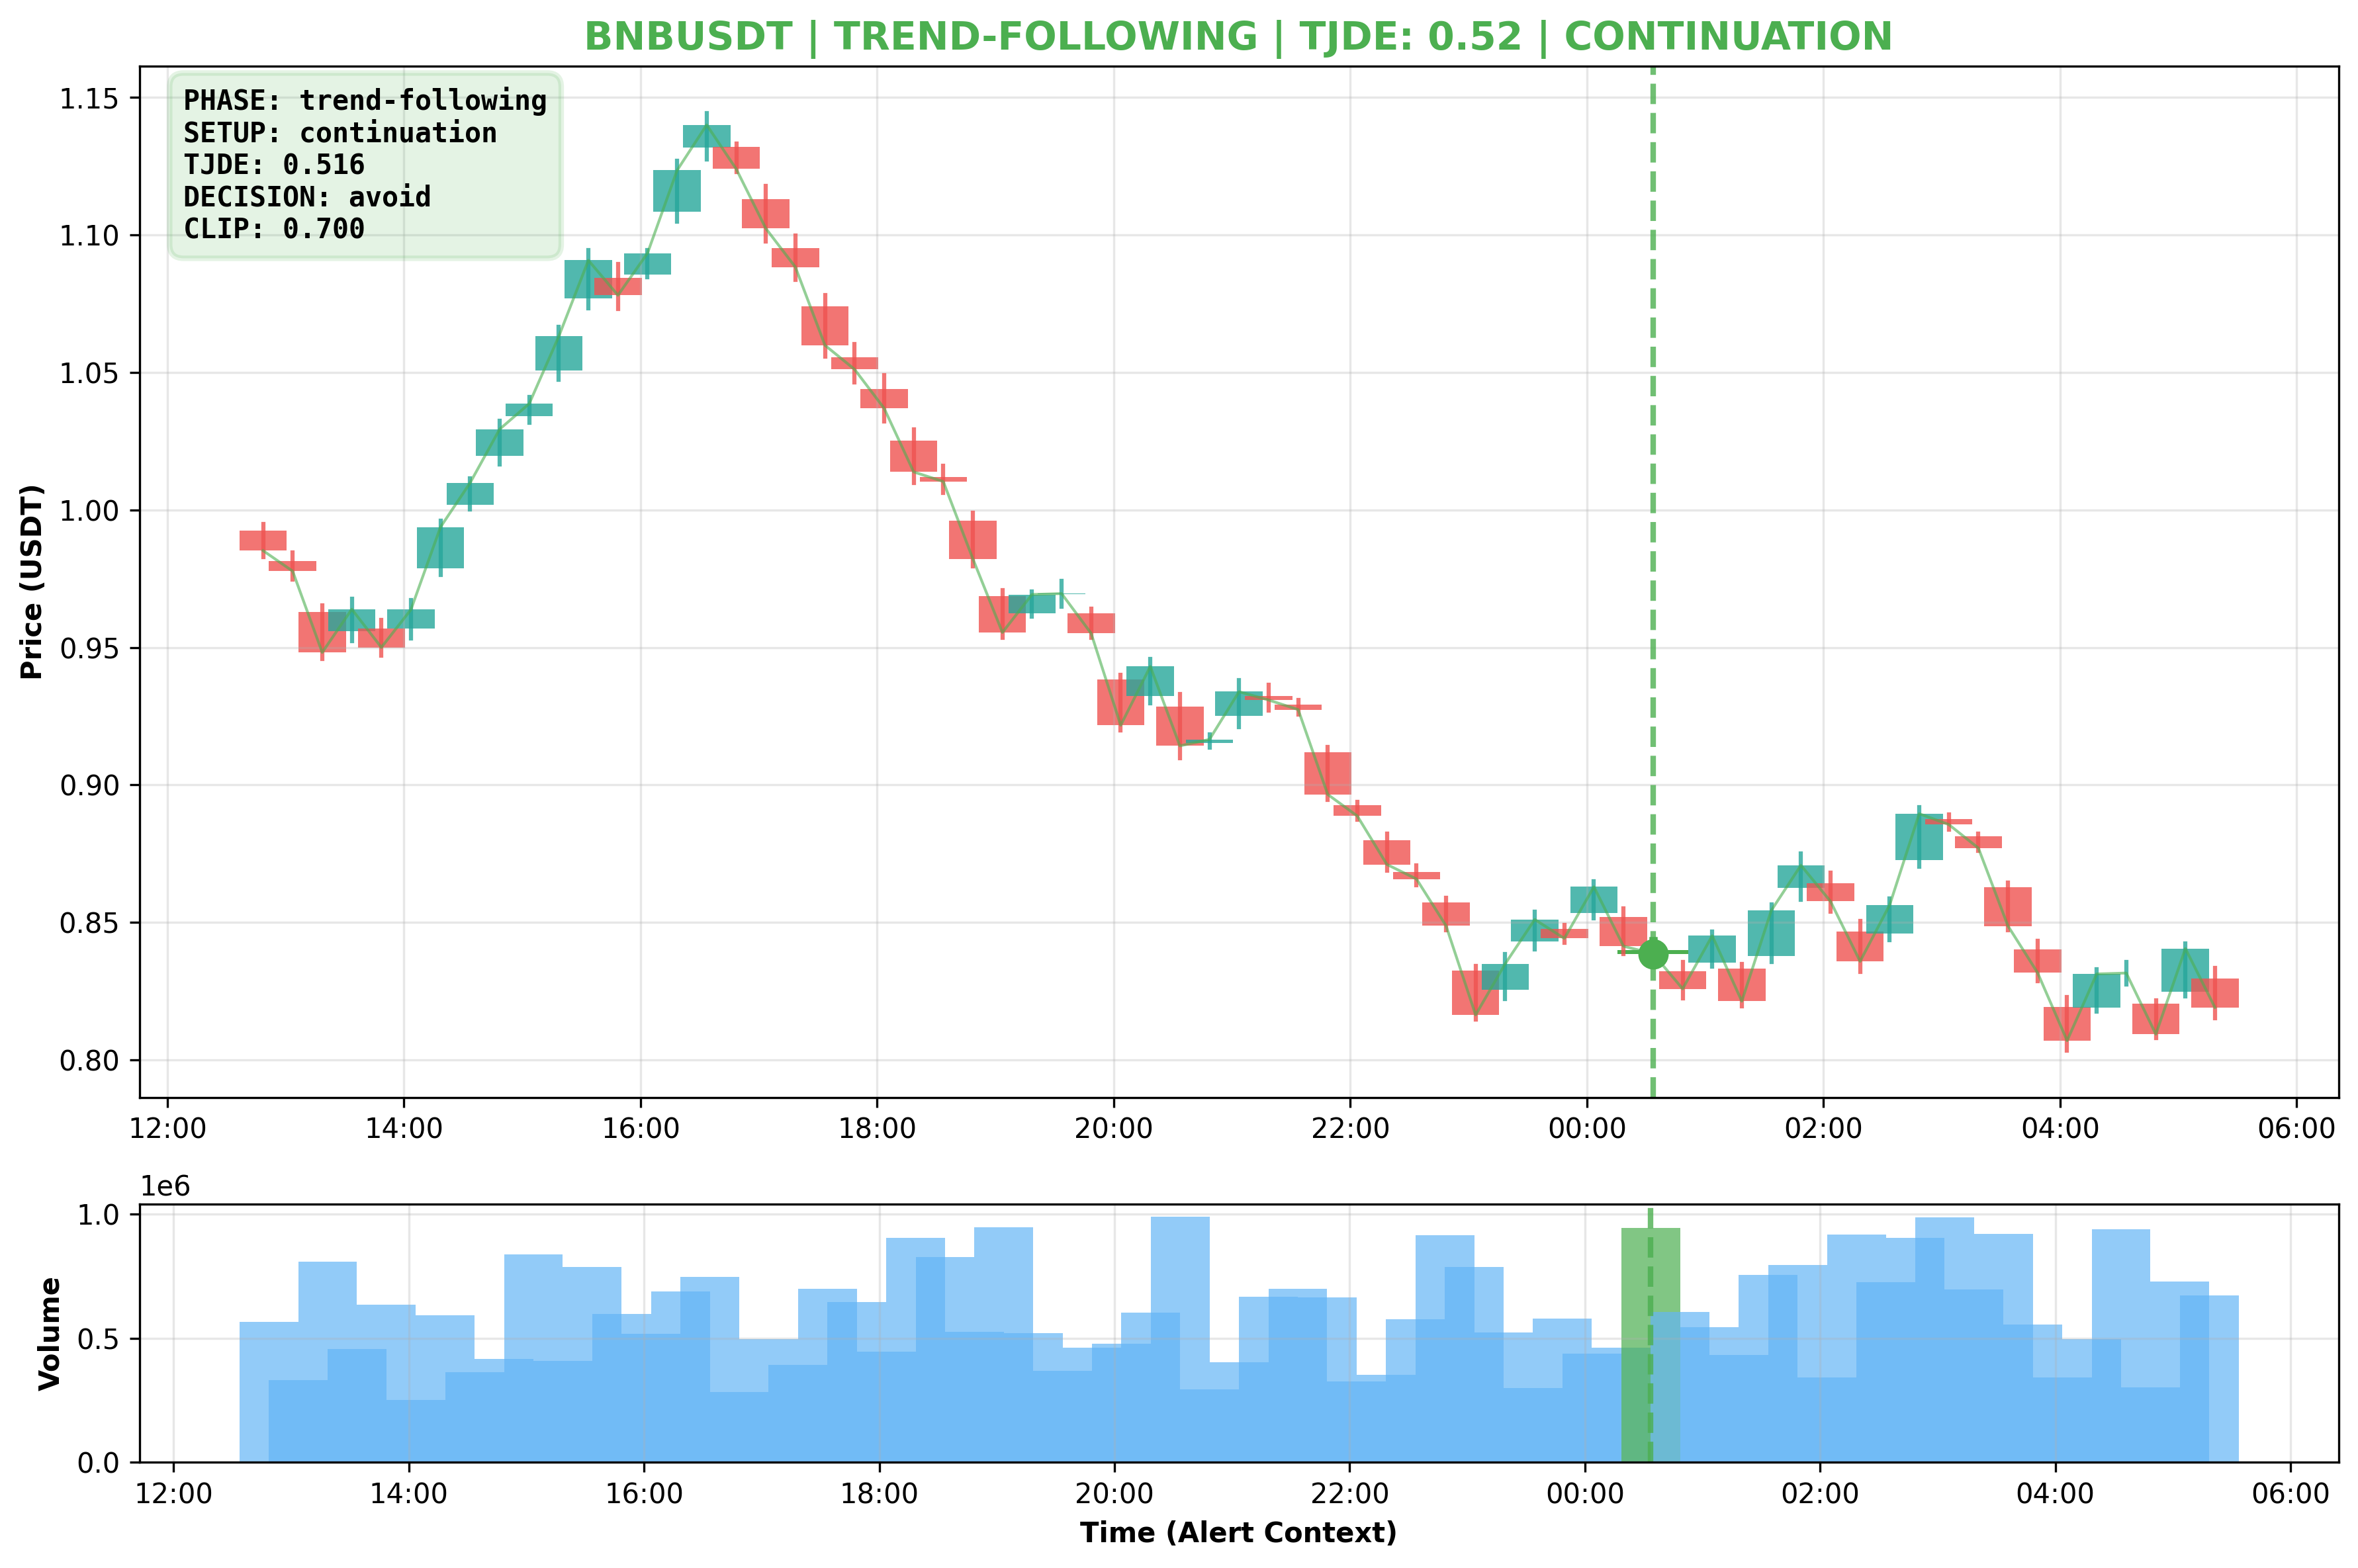 BNBUSDT | TREND-FOLLOWING | TJDE: 0.52 | CONTINUATION
PHASE: trend-following
SETUP: continuation
TJDE: 0.516
DECISION: avoid
CLIP: 0.700
Price (USDT)
1.15
1.10
1.05
1.00
0.95
0.90
0.85
0.80
12:00 14:00 16:00 18:00 20:00 22:00 00:00 02:00 04:00 06:00
1e6
Volume
1.0
0.5
0.0
12:00 14:00 16:00 18:00 20:00 22:00 00:00 02:00 04:00 06:00
Time (Alert Context)